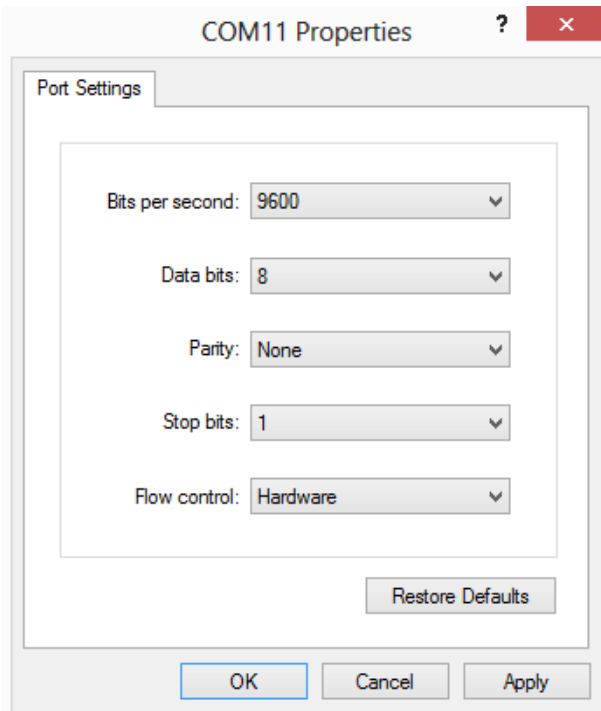 COM11 Properties ? ×
Port Settings
Bits per second: 9600
Data bits: 8
Parity: None
Stop bits: 1
Flow control: Hardware
Restore Defaults
OK Cancel Apply